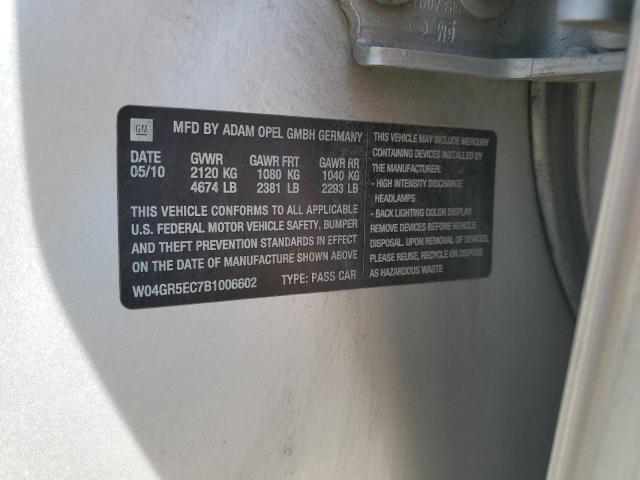 GM
MFD BY ADAM OPEL GMBH GERMANY
DATE GVWR GAWR FRT GAWR RR
05/10 2120 KG 1080 KG 1040 KG
4674 LB 2381 LB 2293 LB
THIS VEHICLE CONFORMS TO ALL APPLICABLE
U.S. FEDERAL MOTOR VEHICLE SAFETY, BUMPER
AND THEFT PREVENTION STANDARDS IN EFFECT
ON THE DATE OF MANUFACTURE SHOWN ABOVE
W04GR5EC7B1006602 TYPE: PASS CAR
THIS VEHICLE MAY INCLUDE MERCURY
CONTAINING DEVICES INSTALLED BY
THE MANUFACTURER:
- HIGH INTENSITY DISCHARGE
HEADLAMPS
- BACK LIGHTING COLOR DISPLAY
REMOVE DEVICES BEFORE VEHICLE
DISPOSAL. UPON REMOVAL OF DEVICES,
PLEASE REUSE, RECYCLE OR DISPOSE
AS HAZARDOUS WASTE